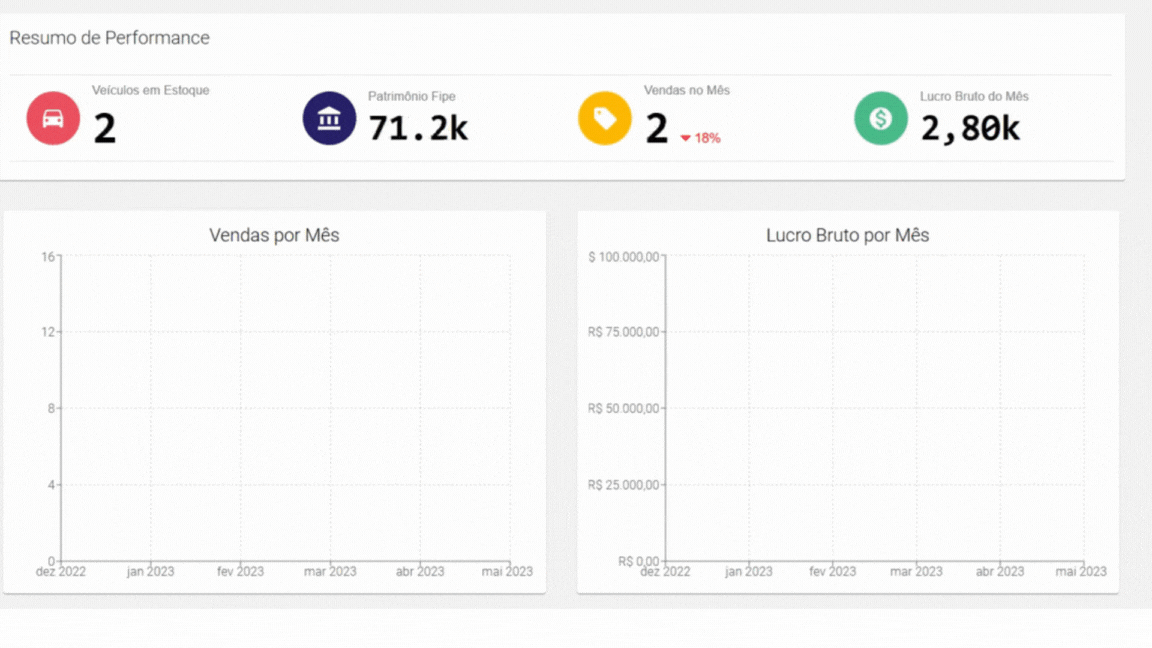 Resumo de Performance
Veículos em Estoque
2
Patrimônio Fipe
71.2k
Vendas no Mês
2 18%
Lucro Bruto do Mês
2,80k
Vendas por Mês
16
12
8
4
0
dez 2022 jan 2023 fev 2023 mar 2023 abr 2023 mai 2023
Lucro Bruto por Mês
$ 100.000,00
R$ 75.000,00
R$ 50.000,00
R$ 25.000,00
R$ 0,00
dez 2022 jan 2023 fev 2023 mar 2023 abr 2023 mai 2023